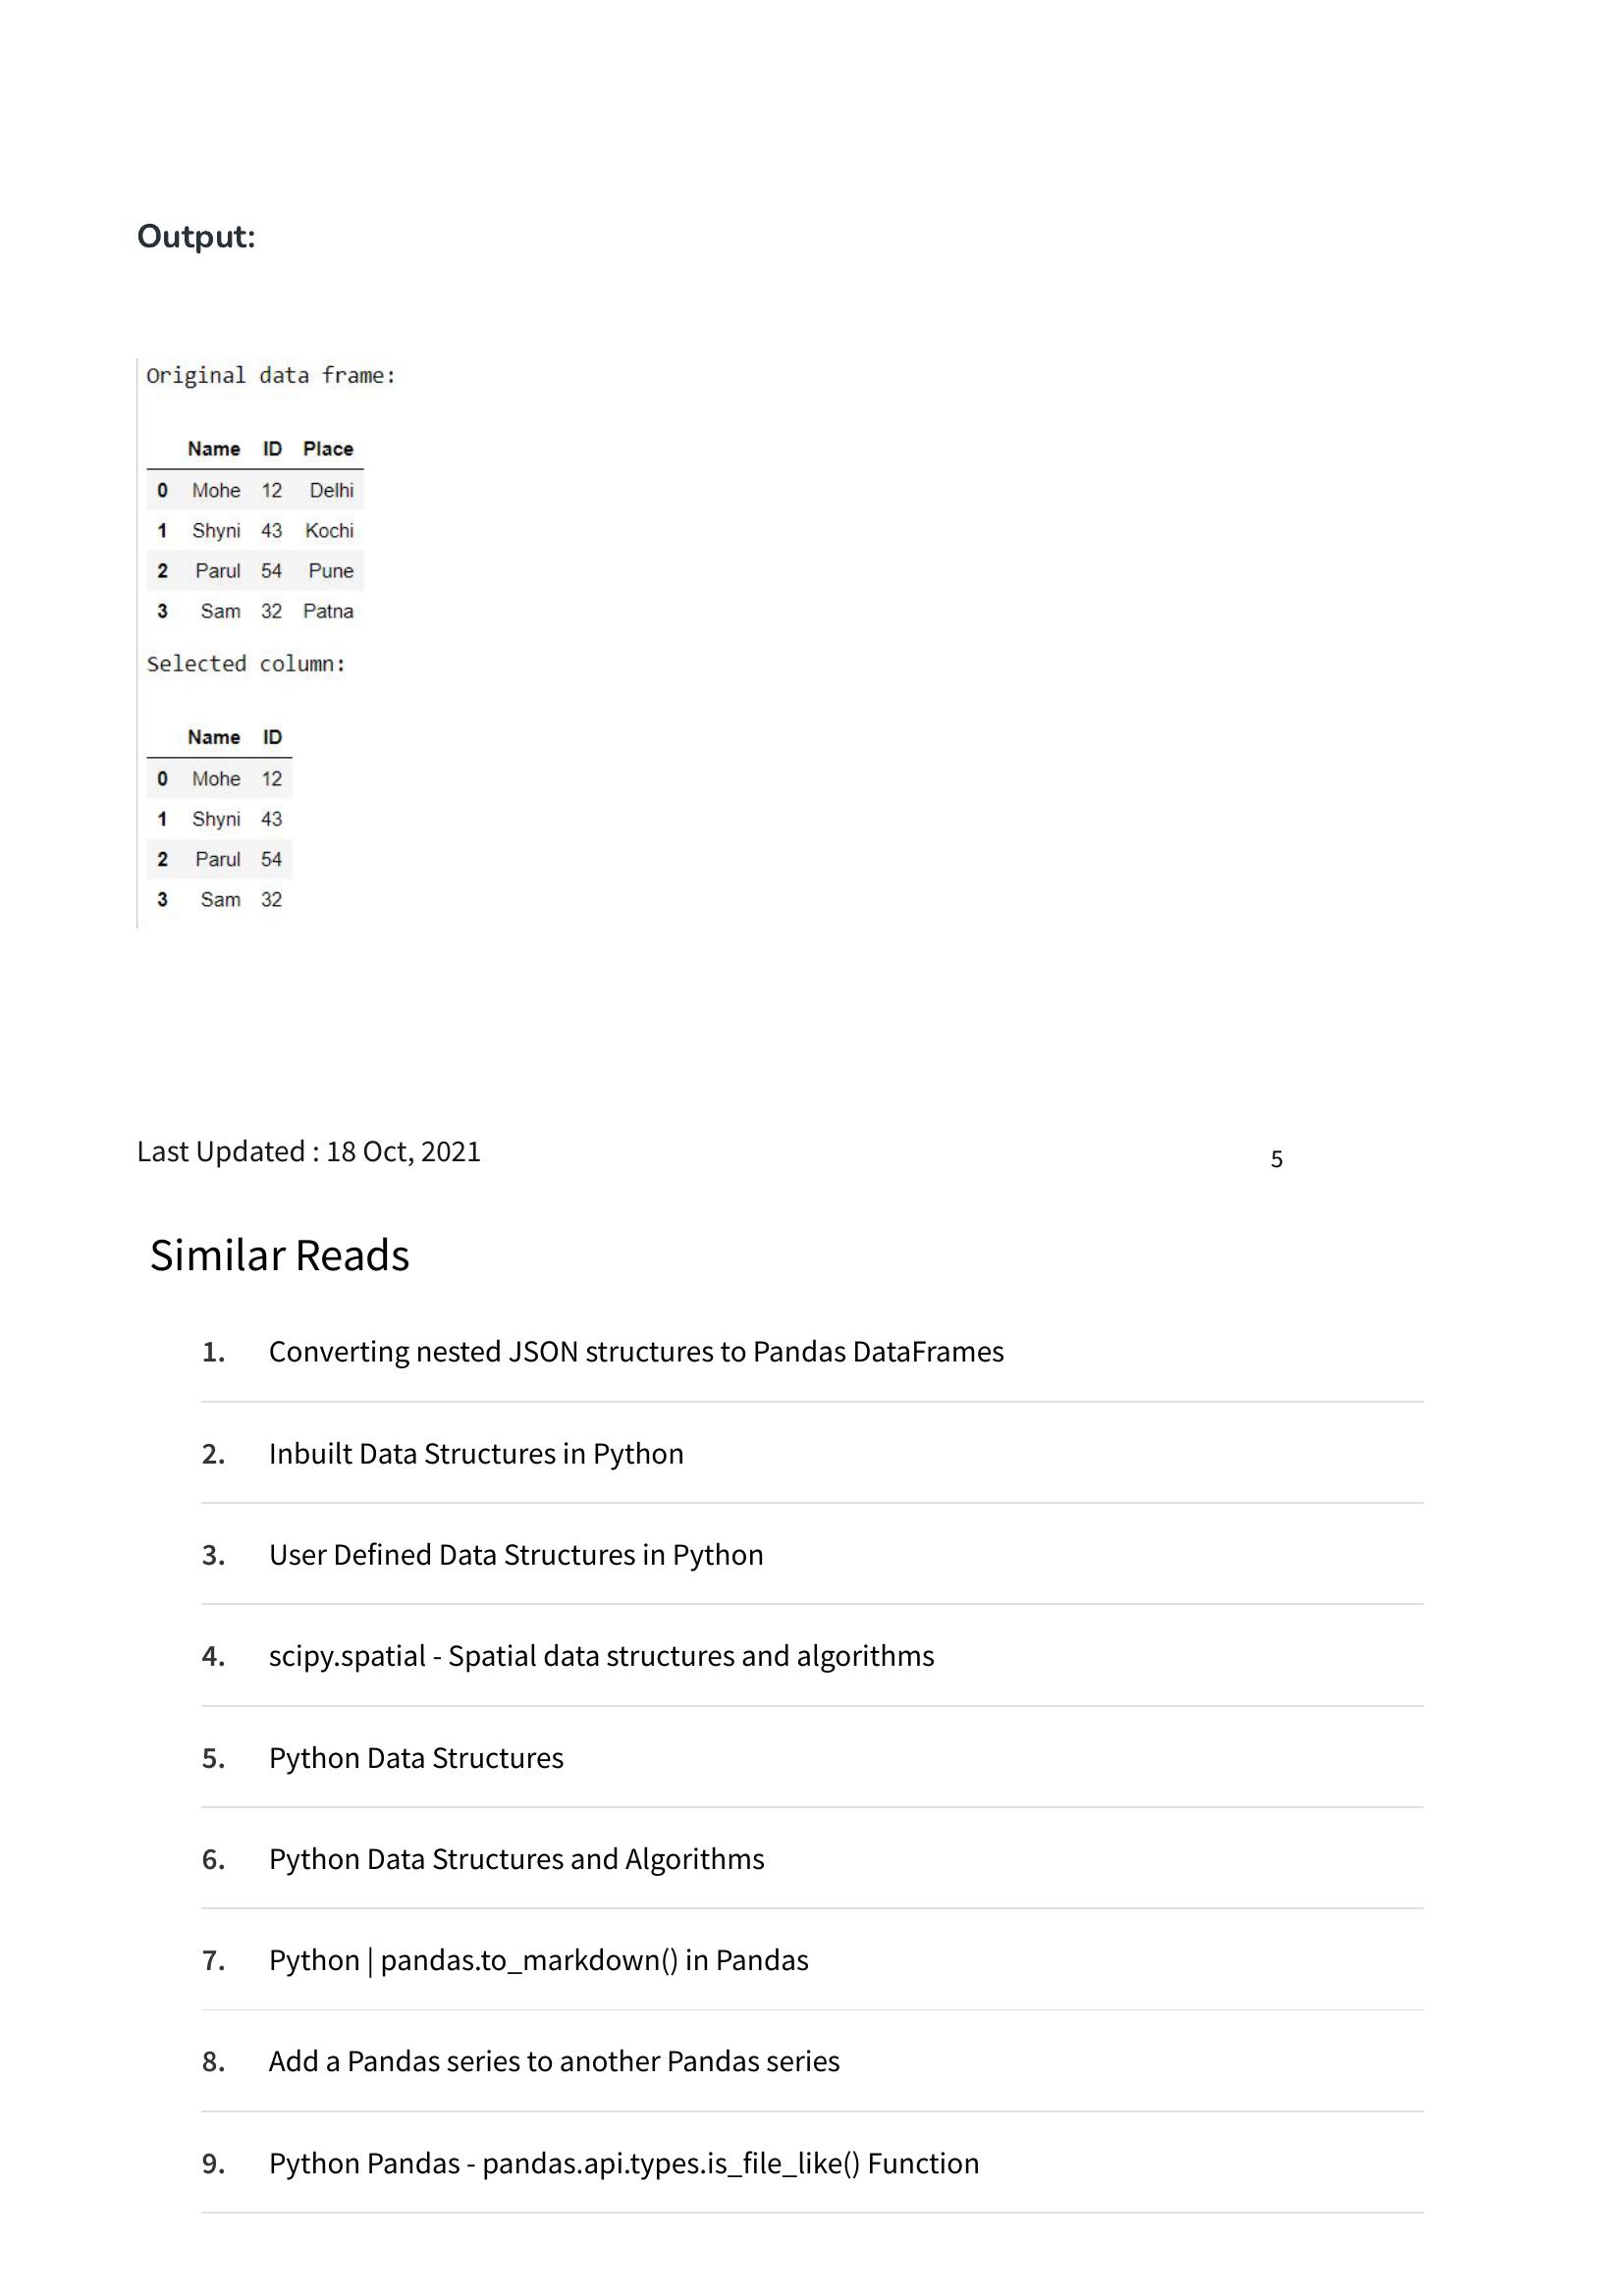 Output:
Original data frame:
Name ID Place
0 Mohe 12 Delhi
1 Shyni 43 Kochi
2 Parul 54 Pune
3 Sam 32 Patna
Selected column:
Name ID
0 Mohe 12
1 Shyni 43
2 Parul 54
3 Sam 32
Last Updated : 18 Oct, 2021 5
Similar Reads
1. Converting nested JSON structures to Pandas DataFrames
2. Inbuilt Data Structures in Python
3. User Defined Data Structures in Python
4. scipy.spatial - Spatial data structures and algorithms
5. Python Data Structures
6. Python Data Structures and Algorithms
7. Python | pandas.to_markdown() in Pandas
8. Add a Pandas series to another Pandas series
9. Python Pandas - pandas.api.types.is_file_like() Function